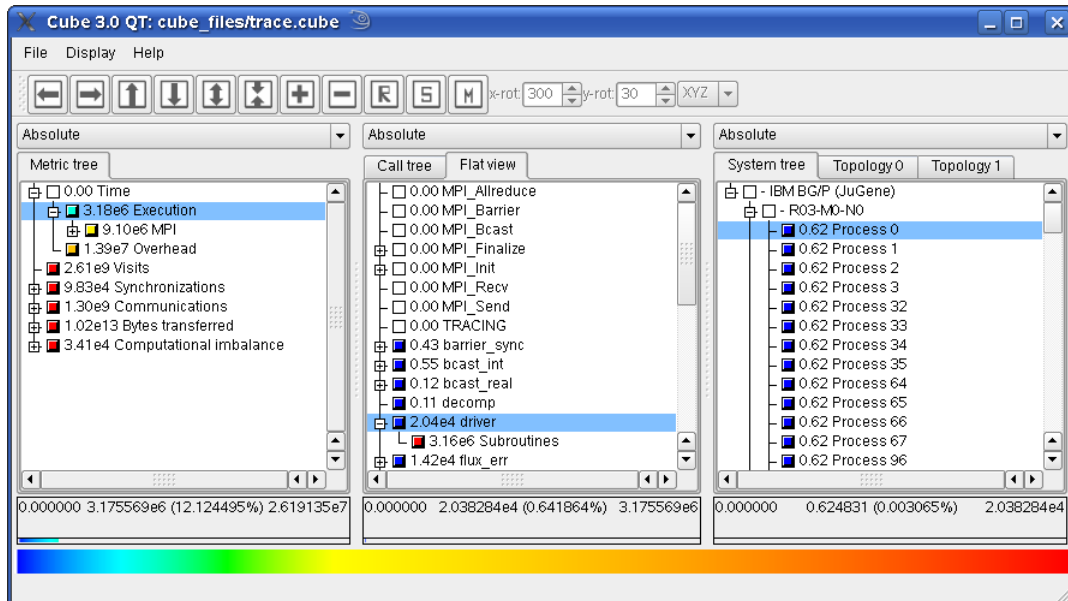 Cube 3.0 QT: cube_files/trace.cube
File Display Help
R S M x-rot: 300 y-rot: 30 XYZ
Absolute Absolute Absolute
Metric tree
0.00 Time
3.18e6 Execution
9.10e6 MPI
1.39e7 Overhead
2.61e9 Visits
9.83e4 Synchronizations
1.30e9 Communications
1.02e13 Bytes transferred
3.41e4 Computational imbalance
0.000000 3.175569e6 (12.124495%) 2.619135e7
Call tree Flat view
0.00 MPI_Allreduce
0.00 MPI_Barrier
0.00 MPI_Bcast
0.00 MPI_Finalize
0.00 MPI_Init
0.00 MPI_Recv
0.00 MPI_Send
0.00 TRACING
0.43 barrier_sync
0.55 bcast_int
0.12 bcast_real
0.11 decomp
2.04e4 driver
3.16e6 Subroutines
1.42e4 flux_err
0.000000 2.038284e4 (0.641864%) 3.175569e6
System tree Topology 0 Topology 1
- IBM BG/P (JuGene)
- R03-M0-N0
0.62 Process 0
0.62 Process 1
0.62 Process 2
0.62 Process 3
0.62 Process 32
0.62 Process 33
0.62 Process 34
0.62 Process 35
0.62 Process 64
0.62 Process 65
0.62 Process 66
0.62 Process 67
0.62 Process 96
0.000000 0.624831 (0.003065%) 2.038284e4